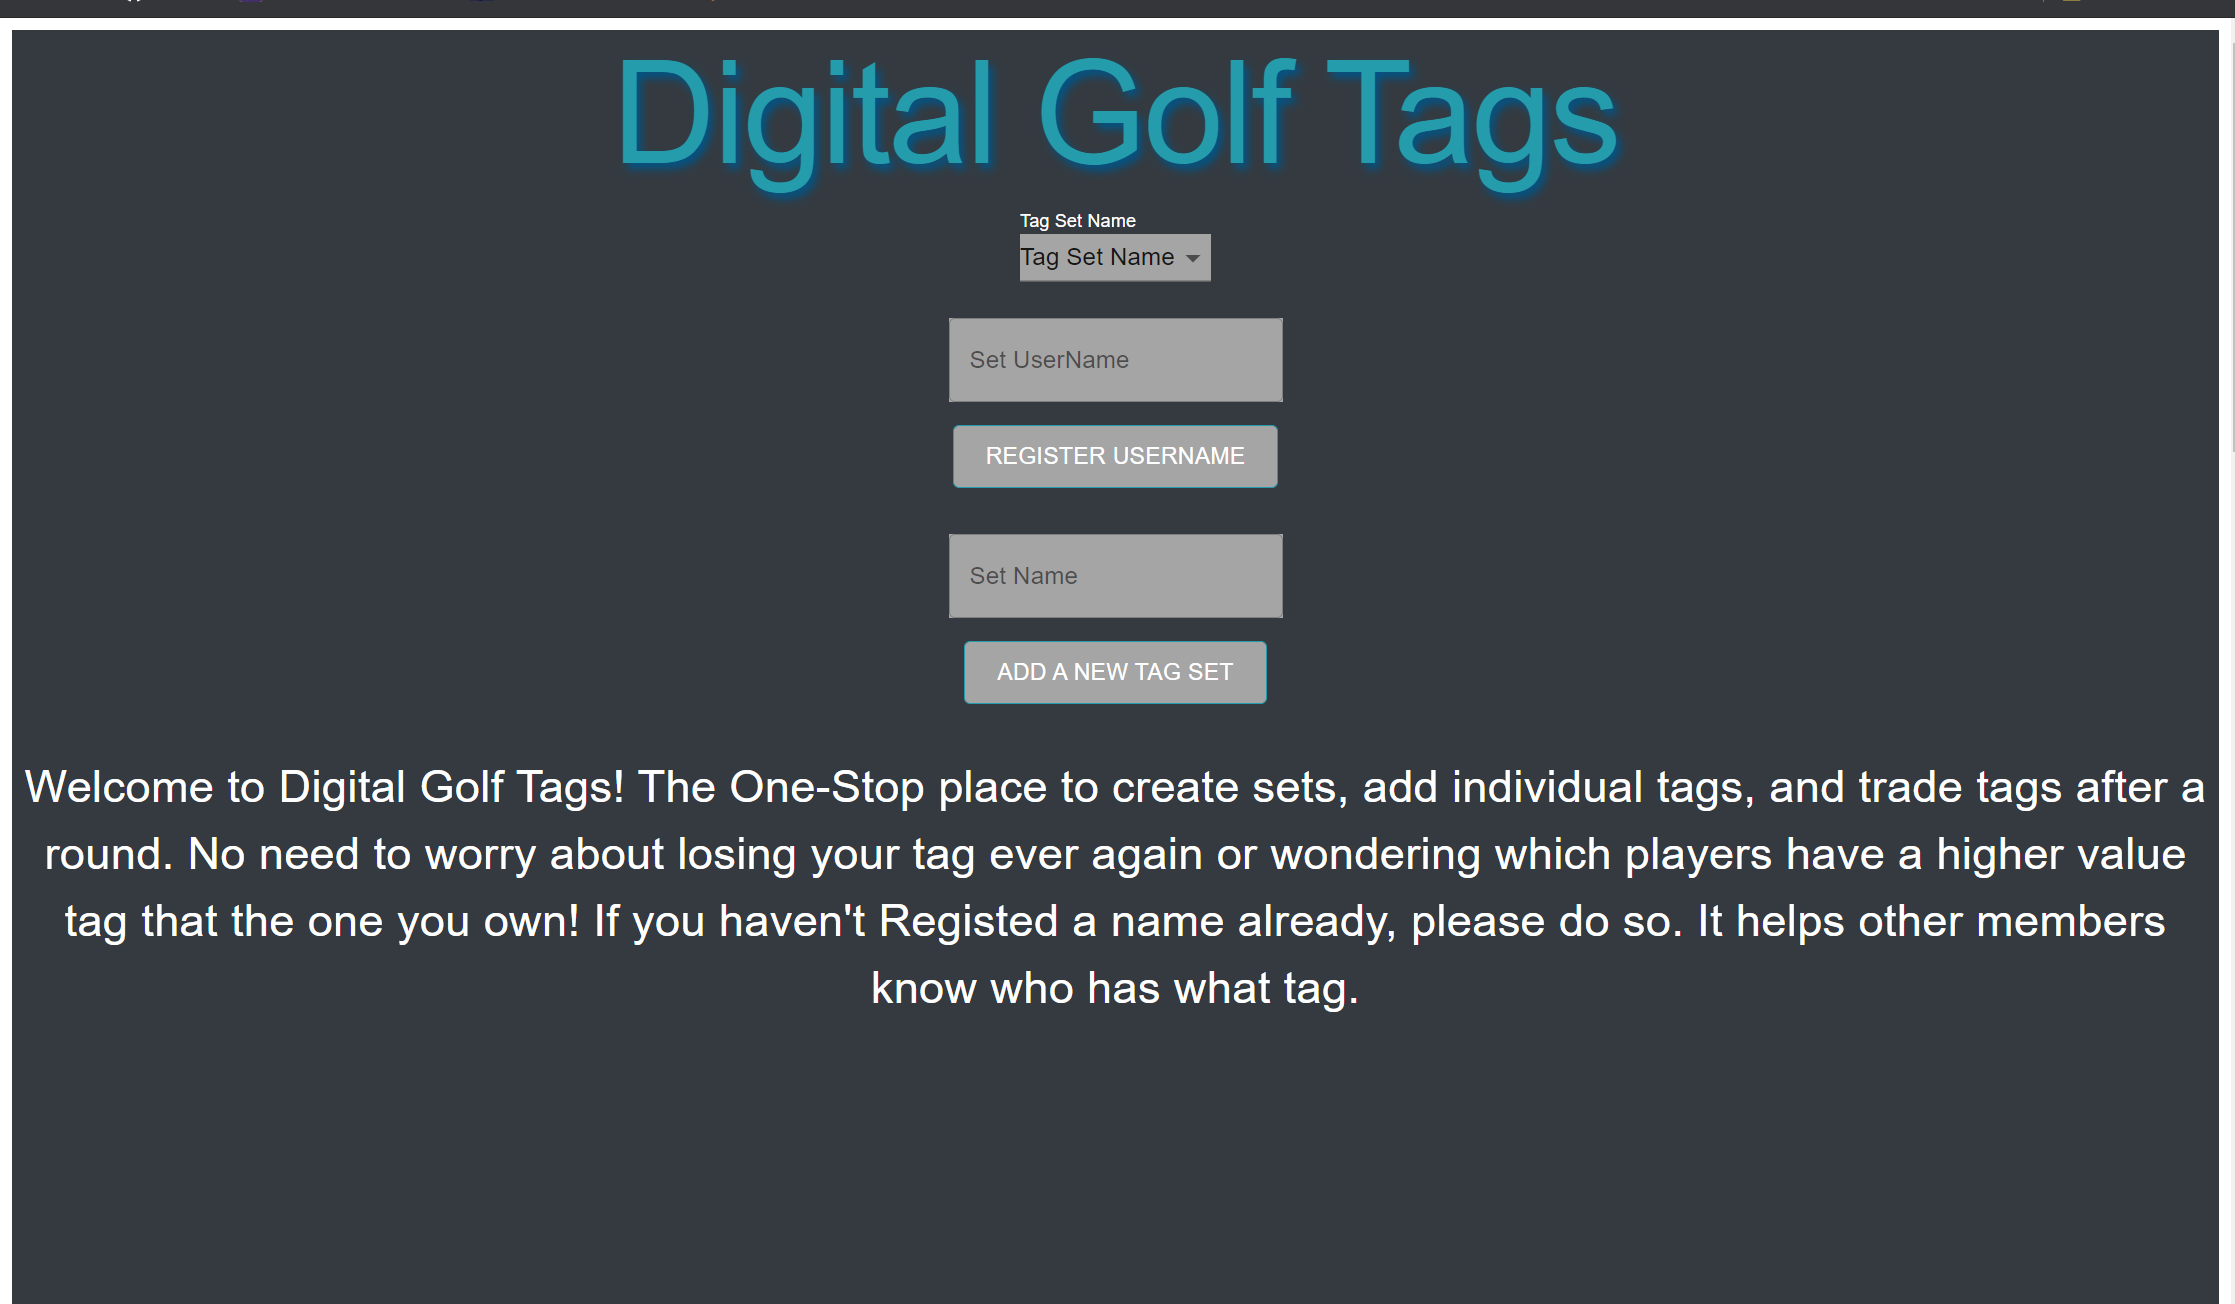 Digital Golf Tags
Tag Set Name
Tag Set Name
Set UserName
REGISTER USERNAME
Set Name
ADD A NEW TAG SET
Welcome to Digital Golf Tags! The One-Stop place to create sets, add individual tags, and trade tags after a
round. No need to worry about losing your tag ever again or wondering which players have a higher value
tag that the one you own! If you haven't Registed a name already, please do so. It helps other members
know who has what tag.